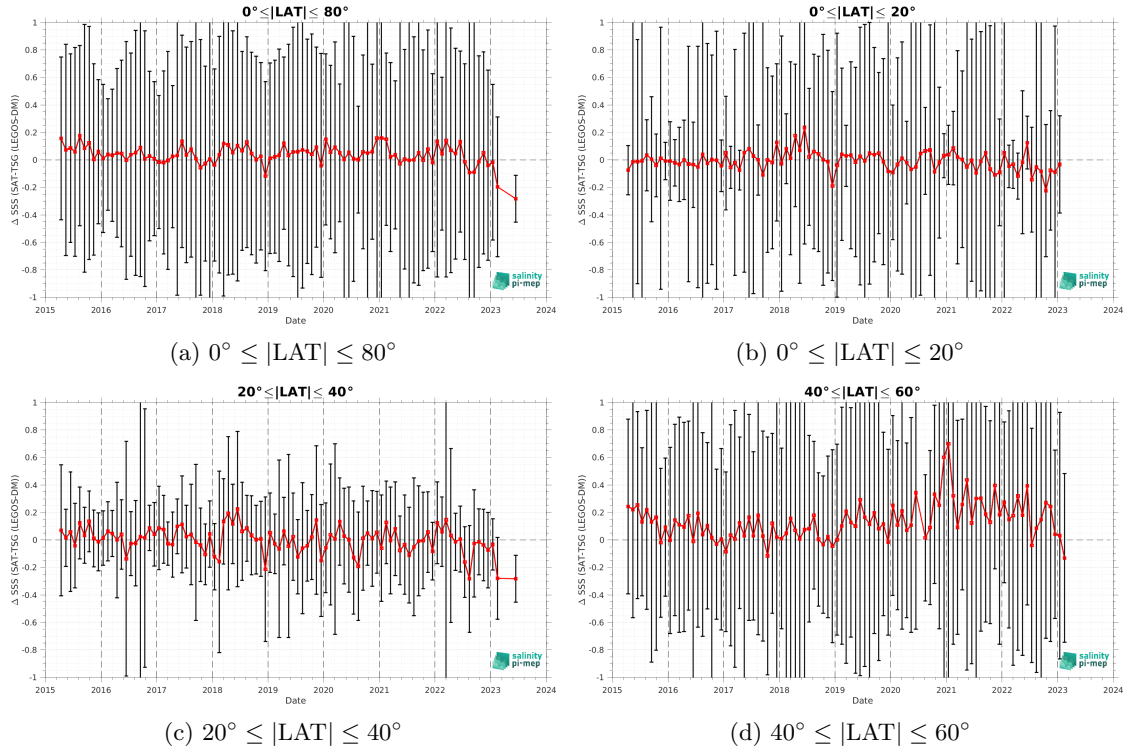 0°≤|LAT|≤ 80°
Δ SSS (SAT-TSG (LEGOS-DM))
1
0.8
0.6
0.4
0.2
0
-0.2
-0.4
-0.6
-0.8
-1
salinity
pi-mep
2015 2016 2017 2018 2019 2020 2021 2022 2023 2024
Date
(a) 0° ≤ |LAT| ≤ 80°
0°≤|LAT|≤ 20°
Δ SSS (SAT-TSG (LEGOS-DM))
1
0.8
0.6
0.4
0.2
0
-0.2
-0.4
-0.6
-0.8
-1
salinity
pi-mep
2015 2016 2017 2018 2019 2020 2021 2022 2023 2024
Date
(b) 0° ≤ |LAT| ≤ 20°
20°≤|LAT|≤ 40°
Δ SSS (SAT-TSG (LEGOS-DM))
1
0.8
0.6
0.4
0.2
0
-0.2
-0.4
-0.6
-0.8
-1
salinity
pi-mep
2015 2016 2017 2018 2019 2020 2021 2022 2023 2024
Date
(c) 20° ≤ |LAT| ≤ 40°
40°≤|LAT|≤ 60°
Δ SSS (SAT-TSG (LEGOS-DM))
1
0.8
0.6
0.4
0.2
0
-0.2
-0.4
-0.6
-0.8
-1
salinity
pi-mep
2015 2016 2017 2018 2019 2020 2021 2022 2023 2024
Date
(d) 40° ≤ |LAT| ≤ 60°